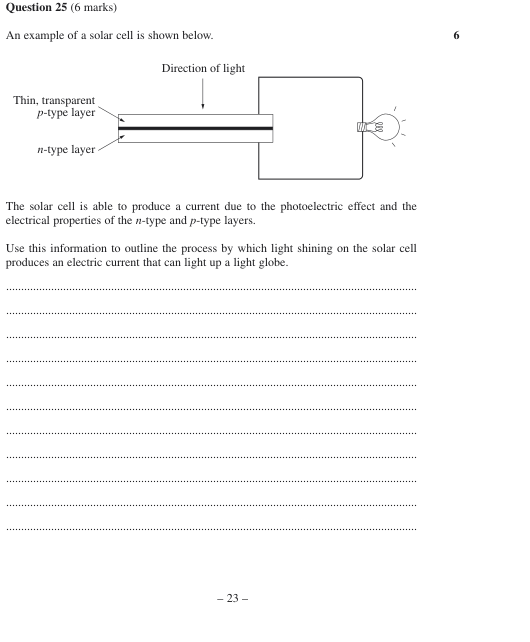 Question 25 (6 marks)
An example of a solar cell is shown below.
6
Direction of light
Thin, transparent
p-type layer
n-type layer
The solar cell is able to produce a current due to the photoelectric effect and the
electrical properties of the n-type and p-type layers.
Use this information to outline the process by which light shining on the solar cell
produces an electric current that can light up a light globe.
– 23 –